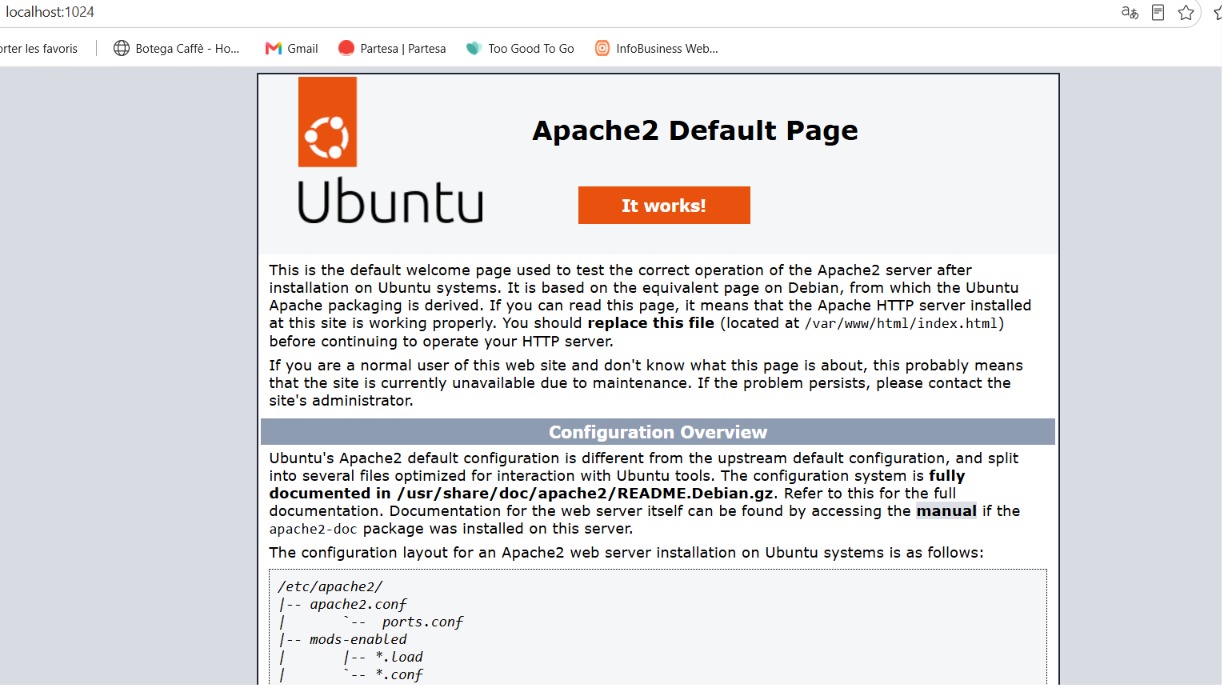 localhost:1024
orter les favoris
Botega Caffè - Ho...
Gmail
Partesa | Partesa
Too Good To Go
InfoBusiness Web...
Ubuntu
Apache2 Default Page
It works!
This is the default welcome page used to test the correct operation of the Apache2 server after
installation on Ubuntu systems. It is based on the equivalent page on Debian, from which the Ubuntu
Apache packaging is derived. If you can read this page, it means that the Apache HTTP server installed
at this site is working properly. You should replace this file (located at /var/www/html/index.html)
before continuing to operate your HTTP server.
If you are a normal user of this web site and don't know what this page is about, this probably means
that the site is currently unavailable due to maintenance. If the problem persists, please contact the
site's administrator.
Configuration Overview
Ubuntu's Apache2 default configuration is different from the upstream default configuration, and split
into several files optimized for interaction with Ubuntu tools. The configuration system is fully
documented in /usr/share/doc/apache2/README.Debian.gz. Refer to this for the full
documentation. Documentation for the web server itself can be found by accessing the manual if the
apache2-doc package was installed on this server.
The configuration layout for an Apache2 web server installation on Ubuntu systems is as follows:
/etc/apache2/
|-- apache2.conf
|       `--  ports.conf
|-- mods-enabled
|       |-- *.load
|       `-- *.conf